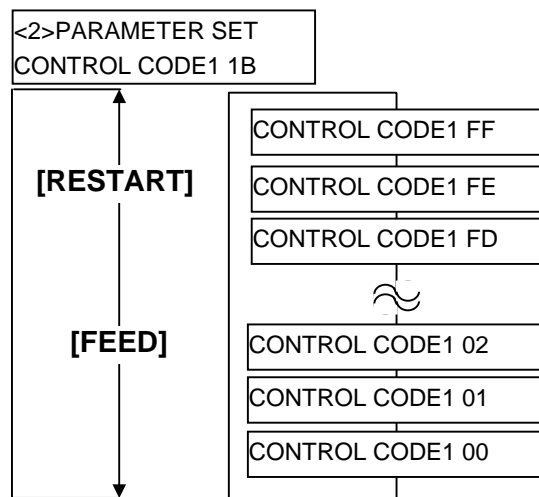 <2>PARAMETER SET
CONTROL CODE1 1B
CONTROL CODE1 FF
[RESTART]
CONTROL CODE1 FE
CONTROL CODE1 FD
[FEED]
CONTROL CODE1 02
CONTROL CODE1 01
CONTROL CODE1 00